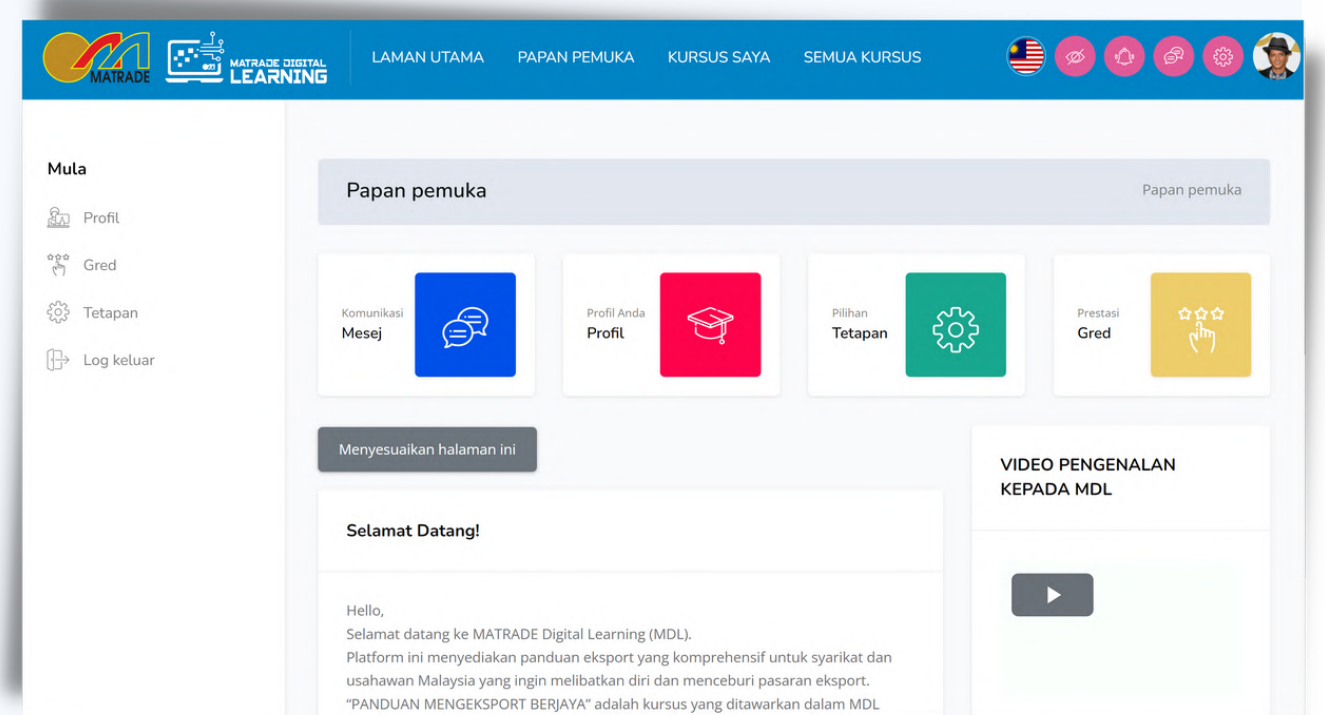 MATRADE
MATRADE DIGITAL
LEARNING
LAMAN UTAMA
PAPAN PEMUKA
KURSUS SAYA
SEMUA KURSUS
Mula
Profil
Gred
Tetapan
Log keluar
Papan pemuka
Papan pemuka
Komunikasi
Mesej
Profil Anda
Profil
Pilihan
Tetapan
Prestasi
Gred
Menyesuaikan halaman ini
Selamat Datang!
Hello,
Selamat datang ke MATRADE Digital Learning (MDL).
Platform ini menyediakan panduan eksport yang komprehensif untuk syarikat dan
usahawan Malaysia yang ingin melibatkan diri dan menceburi pasaran eksport.
“PANDUAN MENGEKSPORT BERJAYA” adalah kursus yang ditawarkan dalam MDL
VIDEO PENGENALAN
KEPADA MDL